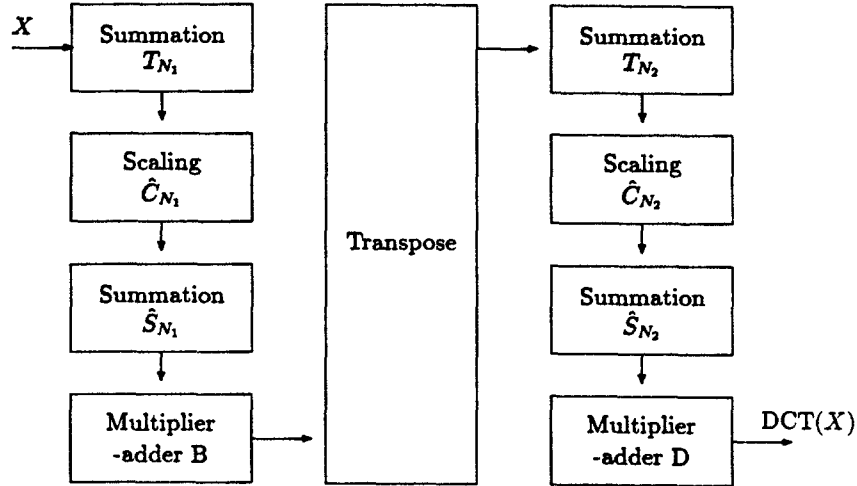 X
Summation
T_{N_1}
Scaling
Ĉ_{N_1}
Summation
Ŝ_{N_1}
Multiplier
-adder B
Transpose
Summation
T_{N_2}
Scaling
Ĉ_{N_2}
Summation
Ŝ_{N_2}
Multiplier
-adder D
DCT(X)